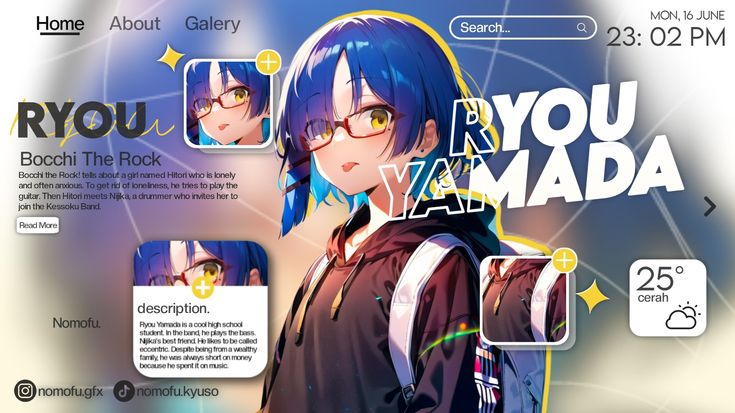 Home About Galery
Search...
MON, 16 JUNE
23: 02 PM
RYOU
Bocchi The Rock
Bocchi the Rock! tells about a girl named Hitori who is lonely
and often anxious. To get rid of loneliness, he tries to play the
guitar. Then Hitori meets Nijika, a drummer who invites her to
join the Kessoku Band.
Read More
RYOU
YAMADA
description.
Ryou Yamada is a cool high school
student. In the band, he plays the bass.
Nijika's best friend. He likes to be called
eccentric. Despite being from a wealthy
family, he was always short on money
because he spent it on music.
25°
cerah
Nomofu.
nomofu.gfx nomofu.kyuso